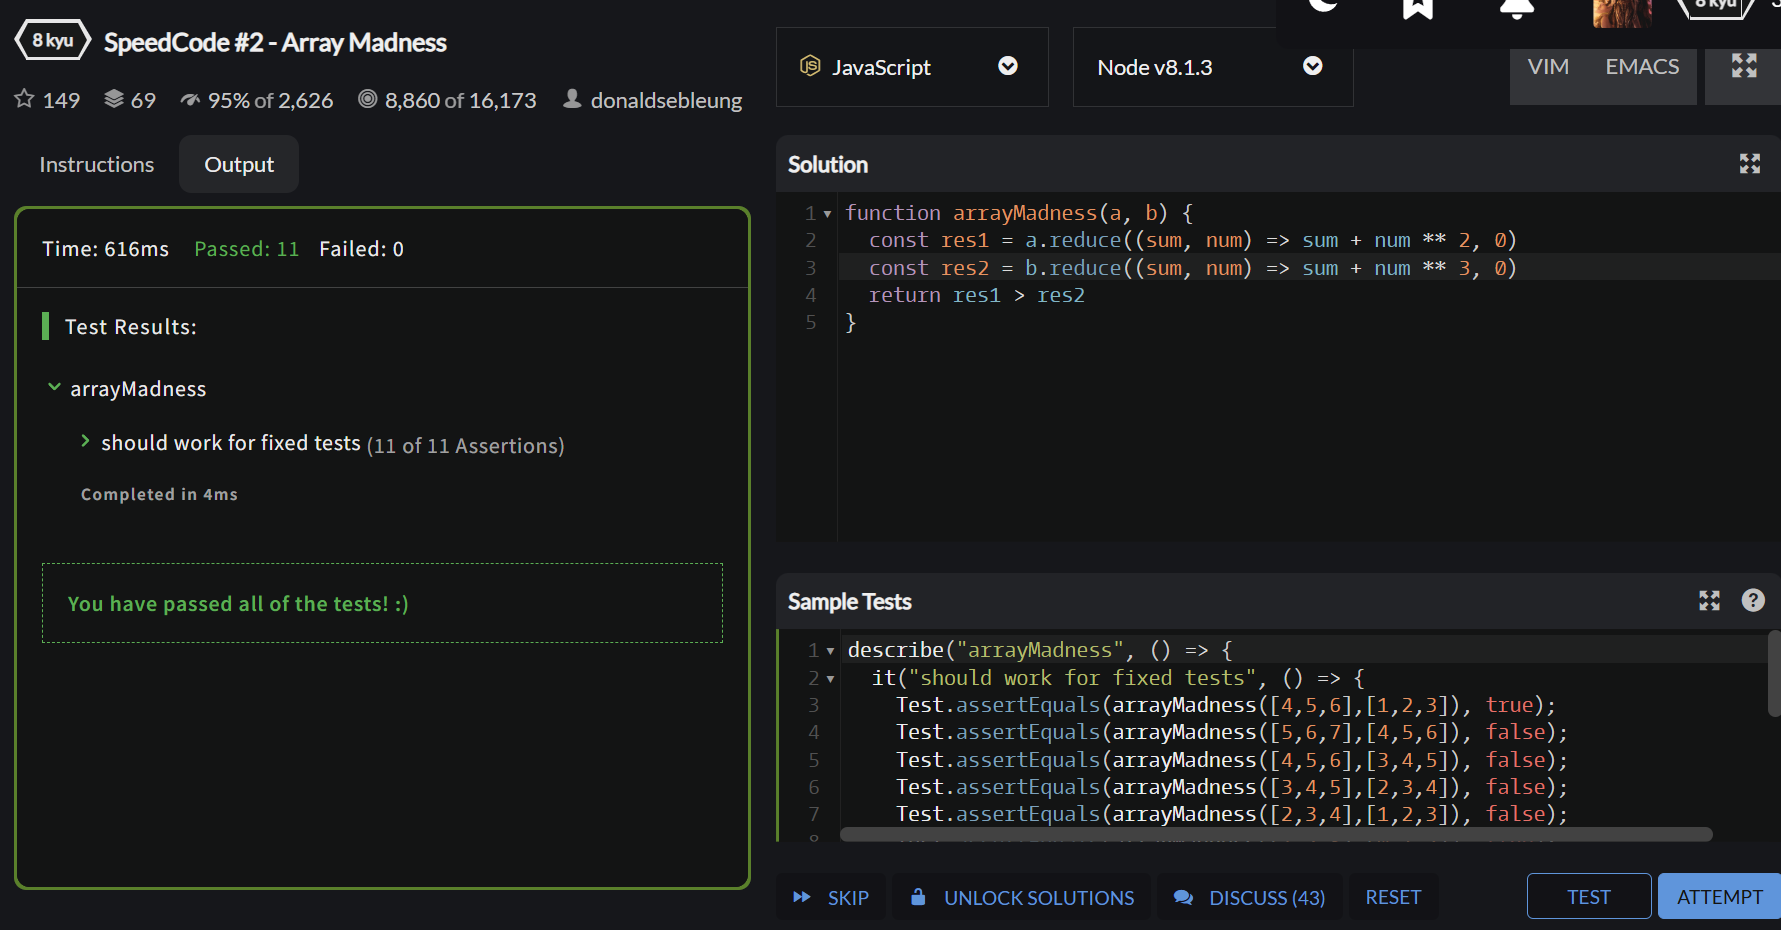 8 kyu SpeedCode #2 - Array Madness
149 69 95% of 2,626 8,860 of 16,173 donaldsebleung
Instructions Output
Time: 616ms Passed: 11 Failed: 0
Test Results:
arrayMadness
should work for fixed tests (11 of 11 Assertions)
Completed in 4ms
You have passed all of the tests! :)
8 kyu
JS JavaScript Node v8.1.3 VIM EMACS
Solution
1 function arrayMadness(a, b) {
2 const res1 = a.reduce((sum, num) => sum + num ** 2, 0)
3 const res2 = b.reduce((sum, num) => sum + num ** 3, 0)
4 return res1 > res2
5 }
Sample Tests ?
1 describe("arrayMadness", () => {
2 it("should work for fixed tests", () => {
3 Test.assertEquals(arrayMadness([4,5,6],[1,2,3]), true);
4 Test.assertEquals(arrayMadness([5,6,7],[4,5,6]), false);
5 Test.assertEquals(arrayMadness([4,5,6],[3,4,5]), false);
6 Test.assertEquals(arrayMadness([3,4,5],[2,3,4]), false);
7 Test.assertEquals(arrayMadness([2,3,4],[1,2,3]), false);
8
SKIP UNLOCK SOLUTIONS DISCUSS (43) RESET TEST ATTEMPT